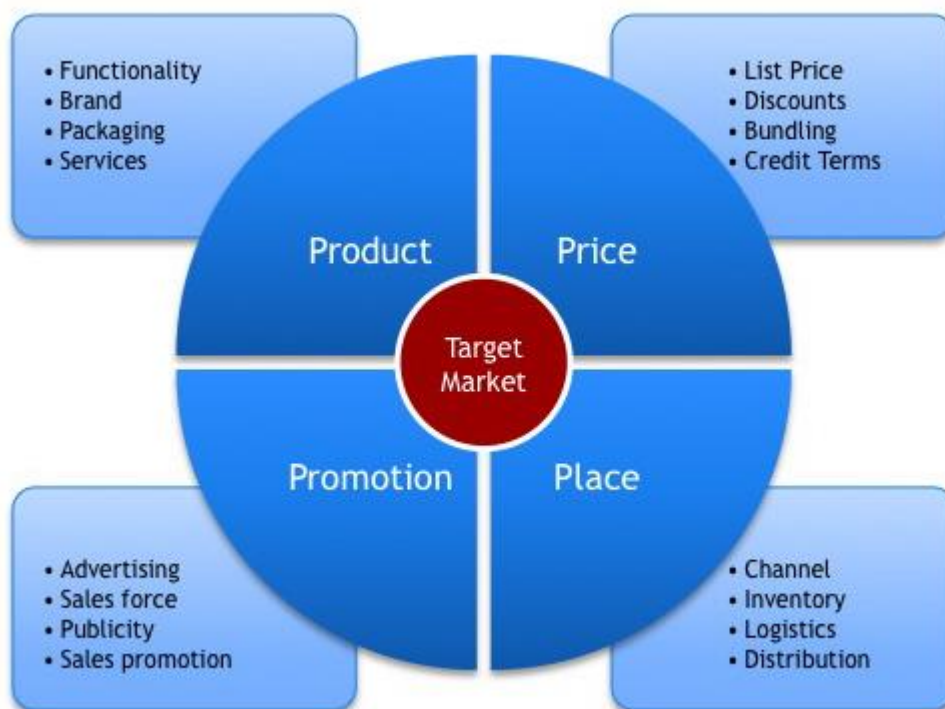 • Functionality
• Brand
• Packaging
• Services
• List Price
• Discounts
• Bundling
• Credit Terms
Product
Price
Target
Market
Promotion
Place
• Advertising
• Sales force
• Publicity
• Sales promotion
• Channel
• Inventory
• Logistics
• Distribution